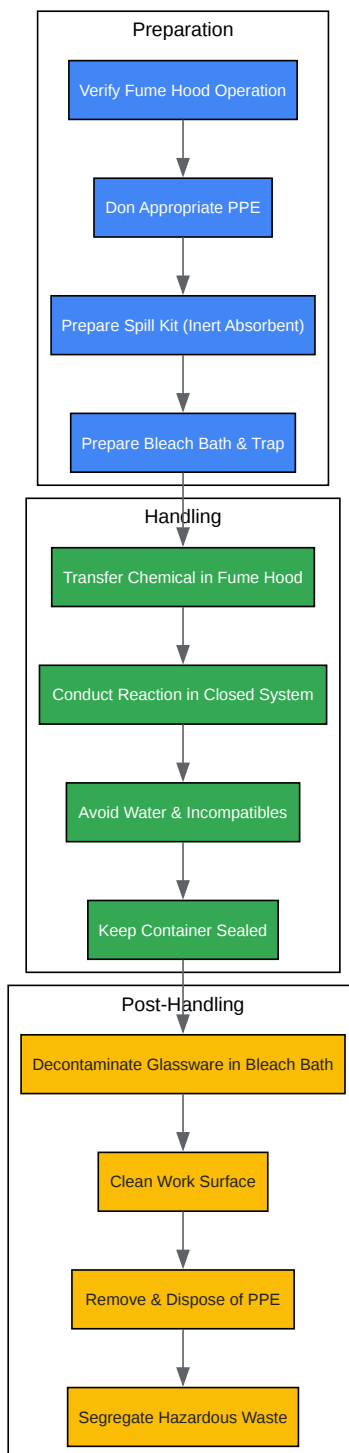 Preparation
Verify Fume Hood Operation
Don Appropriate PPE
Prepare Spill Kit (Inert Absorbent)
Prepare Bleach Bath & Trap
Handling
Transfer Chemical in Fume Hood
Conduct Reaction in Closed System
Avoid Water & Incompatibles
Keep Container Sealed
Post-Handling
Decontaminate Glassware in Bleach Bath
Clean Work Surface
Remove & Dispose of PPE
Segregate Hazardous Waste